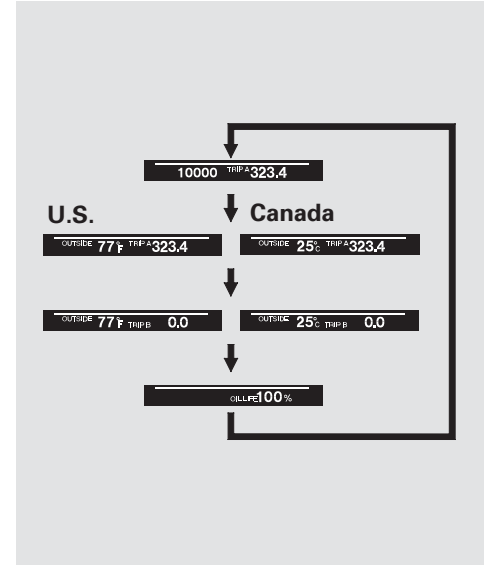 10000 TRIP A 323.4
U.S. Canada
OUTSIDE 77°F TRIP A 323.4
OUTSIDE 25°C TRIP A 323.4
OUTSIDE 77°F TRIP B 0.0
OUTSIDE 25°C TRIP B 0.0
OIL LIFE 100 %